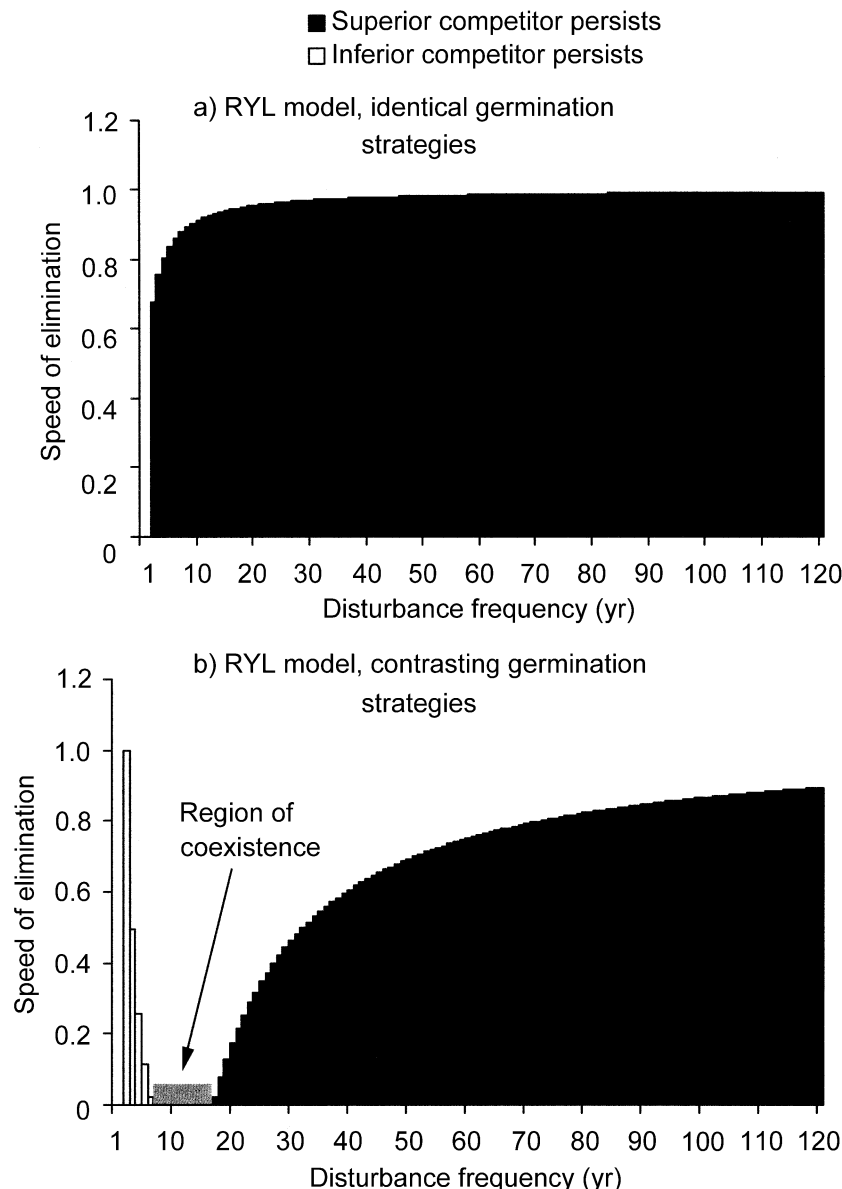 Superior competitor persists
Inferior competitor persists
a) RYL model, identical germination
strategies
1.2
1.0
0.8
0.6
0.4
0.2
0
Speed of elimination
1 10 20 30 40 50 60 70 80 90 100 110 120
Disturbance frequency (yr)
b) RYL model, contrasting germination
strategies
1.2
1.0
0.8
0.6
0.4
0.2
0
Speed of elimination
Region of
coexistence
1 10 20 30 40 50 60 70 80 90 100 110 120
Disturbance frequency (yr)